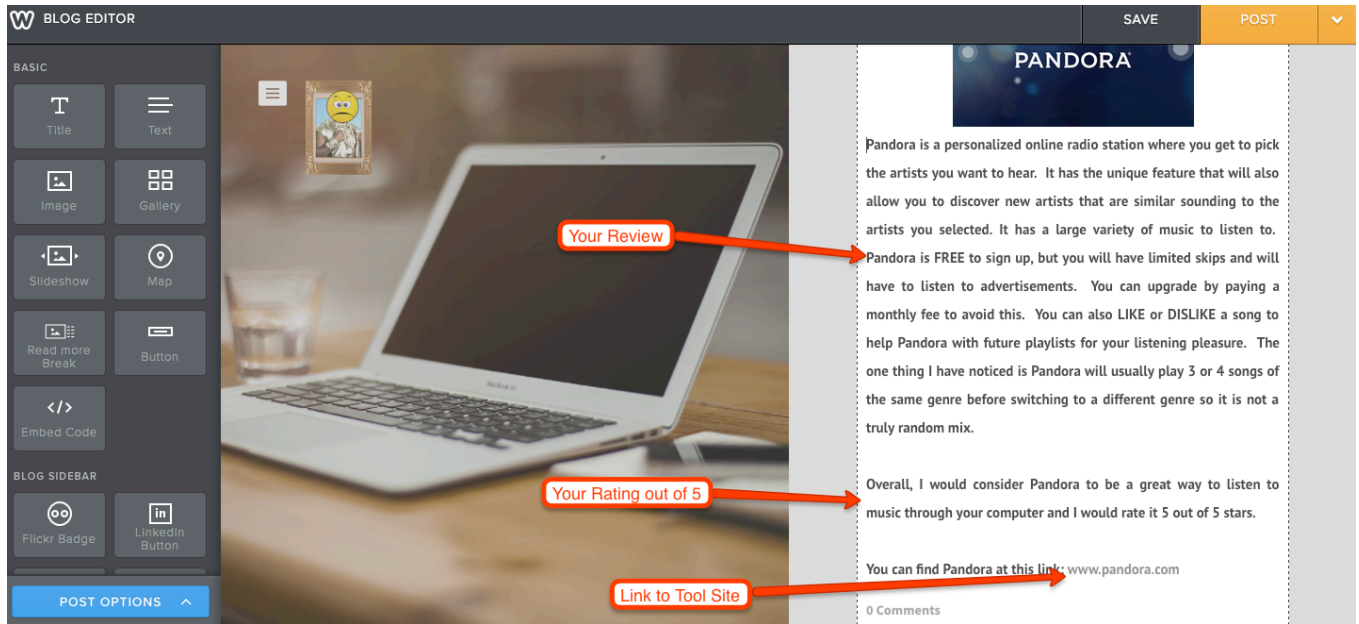 BLOG EDITOR
SAVE
POST
BASIC
Title
Text
Image
Gallery
Slideshow
Map
Read more
Break
Button
Embed Code
BLOG SIDEBAR
Flickr Badge
LinkedIn
Button
POST OPTIONS
MacBook Air
Your Review
Your Rating out of 5
Link to Tool Site
PANDORA
Pandora is a personalized online radio station where you get to pick
the artists you want to hear. It has the unique feature that will also
allow you to discover new artists that are similar sounding to the
artists you selected. It has a large variety of music to listen to.
Pandora is FREE to sign up, but you will have limited skips and will
have to listen to advertisements. You can upgrade by paying a
monthly fee to avoid this. You can also LIKE or DISLIKE a song to
help Pandora with future playlists for your listening pleasure. The
one thing I have noticed is Pandora will usually play 3 or 4 songs of
the same genre before switching to a different genre so it is not a
truly random mix.
Overall, I would consider Pandora to be a great way to listen to
music through your computer and I would rate it 5 out of 5 stars.
You can find Pandora at this link: www.pandora.com
0 Comments